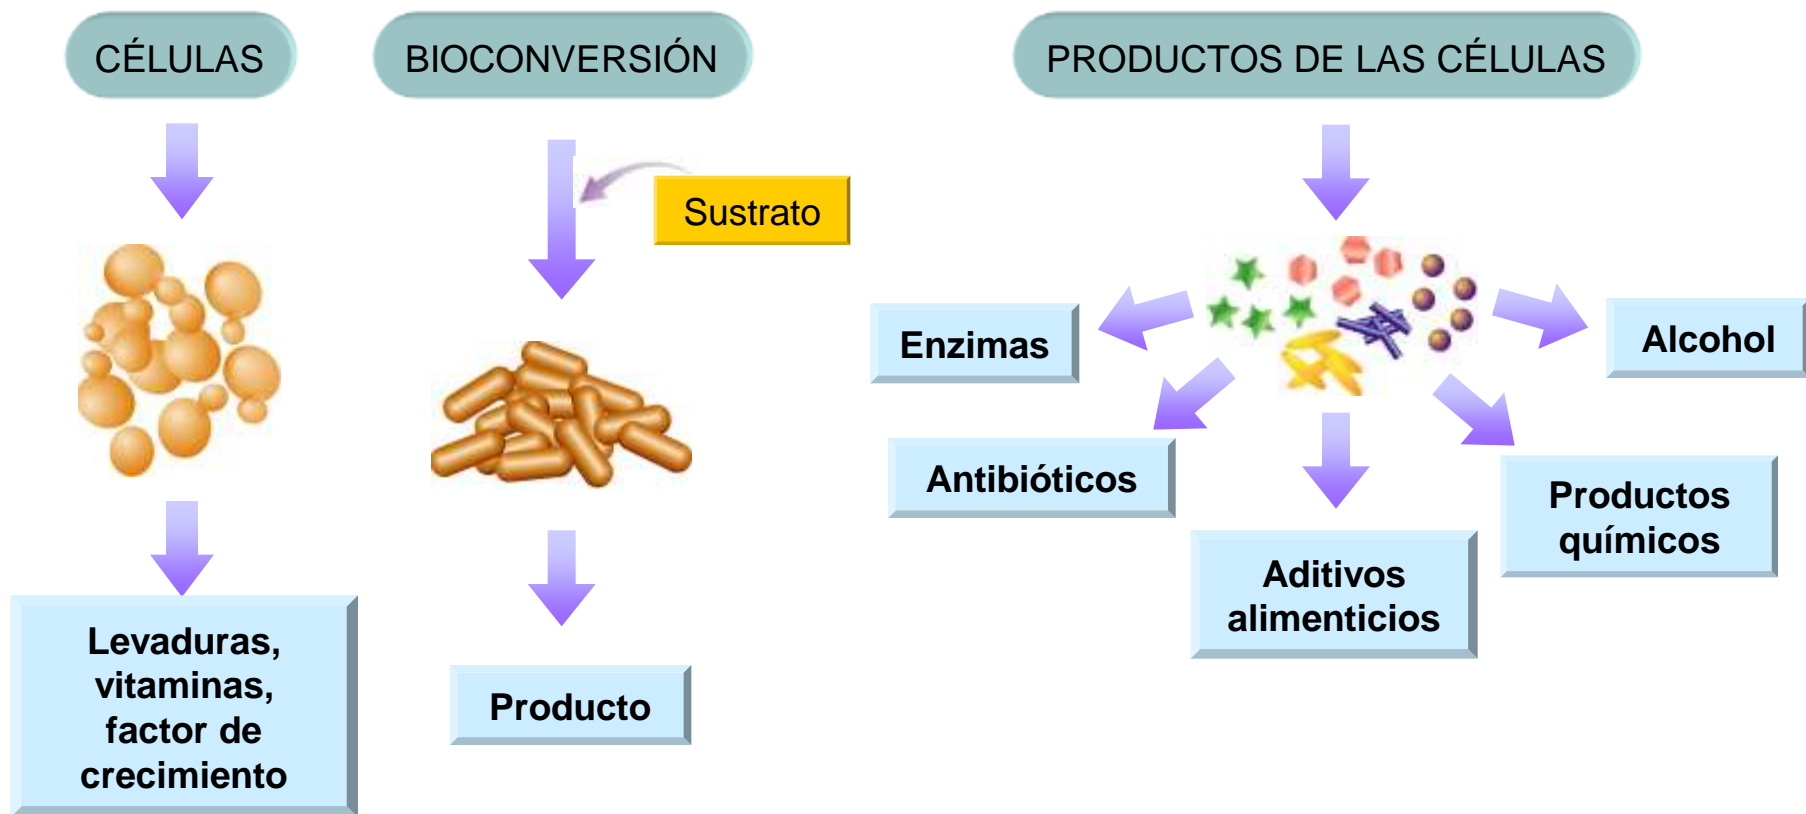 CÉLULAS
BIOCONVERSIÓN
PRODUCTOS DE LAS CÉLULAS
Sustrato
Enzimas
Alcohol
Antibióticos
Productos
químicos
Aditivos
alimenticios
Levaduras,
vitaminas,
factor de
crecimiento
Producto